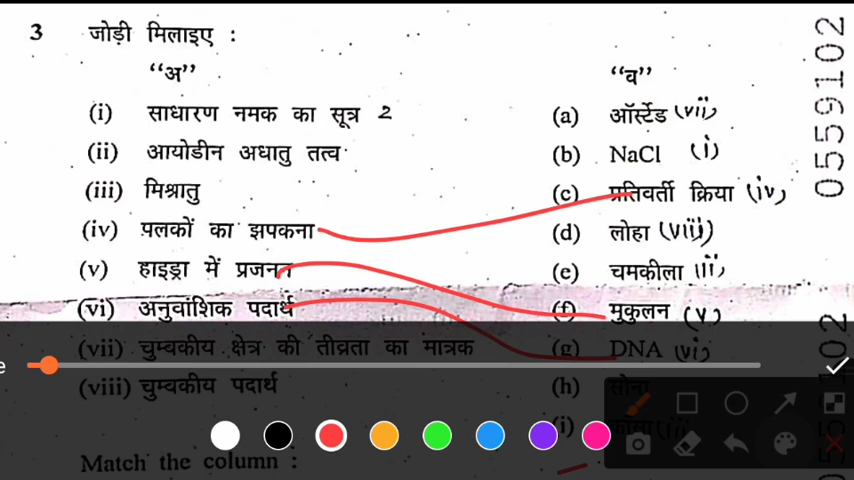 3 जोड़ी मिलाइए :
“अ” “ब”
(i) साधारण नमक का सूत्र 2 (a) ऑर्स्टेड (vii)
(ii) आयोडीन अधातु तत्व (b) NaCl (i)
(iii) मिश्रातु (c) प्रतिवर्ती क्रिया (iv)
(iv) पलकों का झपकना (d) लोहा (viii)
(v) हाइड्रा में प्रजनन (e) चमकीला (ii)
(vi) अनुवांशिक पदार्थ (f) मुकुलन (v)
(vii) चुम्बकीय क्षेत्र की तीव्रता का मात्रक (g) DNA (vi)
(viii) चुम्बकीय पदार्थ (h) सोना
(i)
Match the column :
0559102